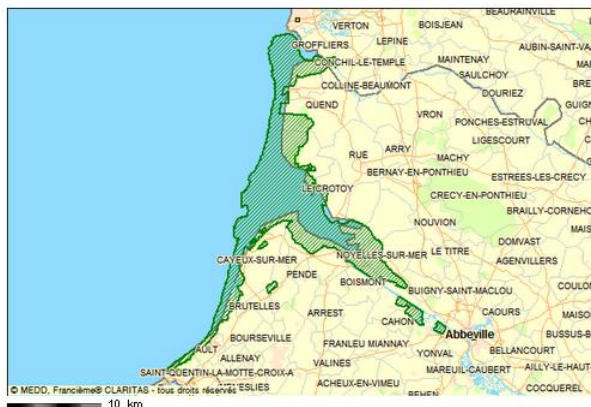 BEAURAINVILLE
VERTON
BOISJEAN
GROFFLIERS
LEPINE
AUBIN-SAINT-VA
CONCHIL-LE-TEMPLE
MAINTENAY
SAULCHOY
COLLINE-BEAUMONT
DOURIEZ
QUEND
VRON
PONCHES-ESTRUVAL
LIGESCOURT
RUE
ARRY
MACHY
BERNAY-EN-PONTHIEU
ESTREES-LES-CRECY
LE CROTOY
CRECY-EN-PONTHIEU
BRAILLY-CORNEHO
NOUVION
DOMVAST
NOYELLES-SUR-MER
LE TITRE
CAYEUX-SUR-MER
AGENVILLERS
PENDE
BOISMONT
BUIGNY-SAINT-MACLOU
COULO
BRUTELLES
ARREST
CAHON
CAOURS
Abbeville
BUSSUS-B
BOURSEVILLE
FRANLEU MIANNAY
AULT
ALLENAY
YONVAL
BELLANCOURT
VALINES
MAREUIL-CAUBERT
AILLY-LE-HAUT
SAINT-QUENTIN-LA-MOTTE-CROIX-A
ACHEUX-EN-VIMEU
COCQUEREL
© MEDD, Francième® CLARITAS - tous droits réservés
10 km